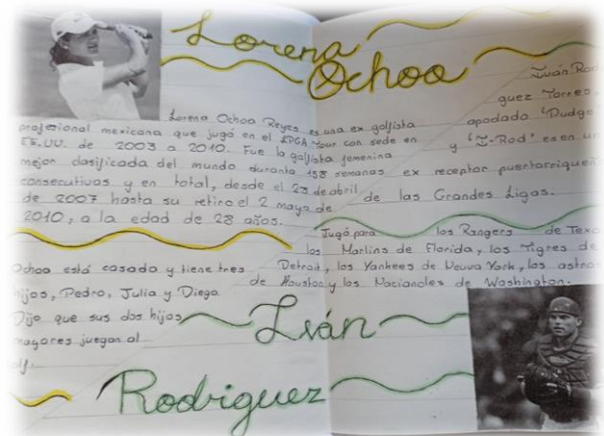 Lorena
Ochoa
Lorena Ochoa Reyes es una ex golfista
profesional mexicana que jugó en el LPGA Tour con sede en
EE.UU. de 2003 a 2010. Fue la golfista femenina
mejor clasificada del mundo durante 158 semanas
consecutivas y en total, desde el 23 de abril
de 2007 hasta su retiro el 2 mayo de
2010, a la edad de 28 años.
Ochoa está casada y tiene tres
hijos, Pedro, Julia y Diego
Dijo que sus dos hijos
mayores juegan al
Iván Rod
guez Torres,
apodado "Pudge
y "I-Rod" es en un
ex receptor puertorriqueñ
de las Grandes Ligas.
Jugó para los Rangers de Texa
los Marlins de Florida, los Tigres de
Detroit, los Yankees de Neuva York, los astros
de Houston y los Nacionales de Washington.
Iván
Rodriguez